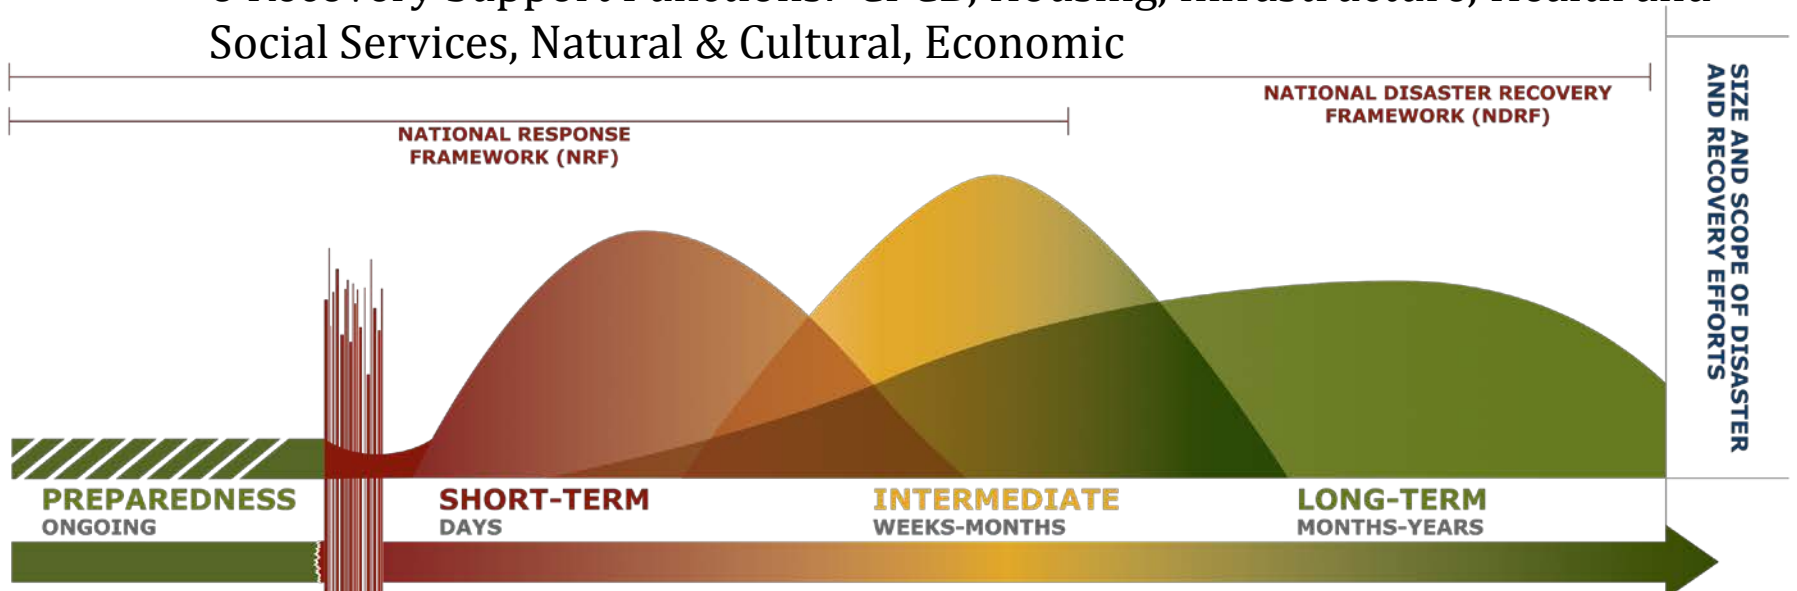 Social Services, Natural & Cultural, Economic
NATIONAL DISASTER RECOVERY
FRAMEWORK (NDRF)
NATIONAL RESPONSE
FRAMEWORK (NRF)
SIZE AND SCOPE OF DISASTER
AND RECOVERY EFFORTS
PREPAREDNESS
ONGOING
SHORT-TERM
DAYS
INTERMEDIATE
WEEKS-MONTHS
LONG-TERM
MONTHS-YEARS